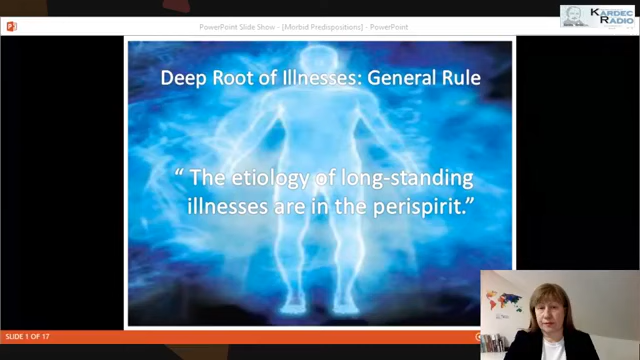 KARDEC
RADIO
PowerPoint Slide Show - [Morbid Predispositions] - PowerPoint
Deep Root of Illnesses: General Rule
“ The etiology of long-standing
illnesses are in the perispirit.”
SLIDE 1 OF 17